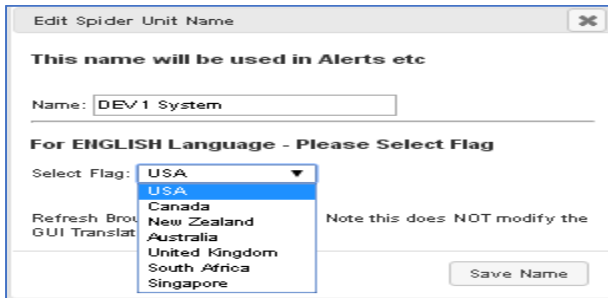 Edit Spider Unit Name
This name will be used in Alerts etc
Name: DEV1 System
For ENGLISH Language - Please Select Flag
Select Flag: USA
USA
Canada
New Zealand
Australia
United Kingdom
South Africa
Singapore
Refresh Note this does NOT modify the
GUI
Save Name